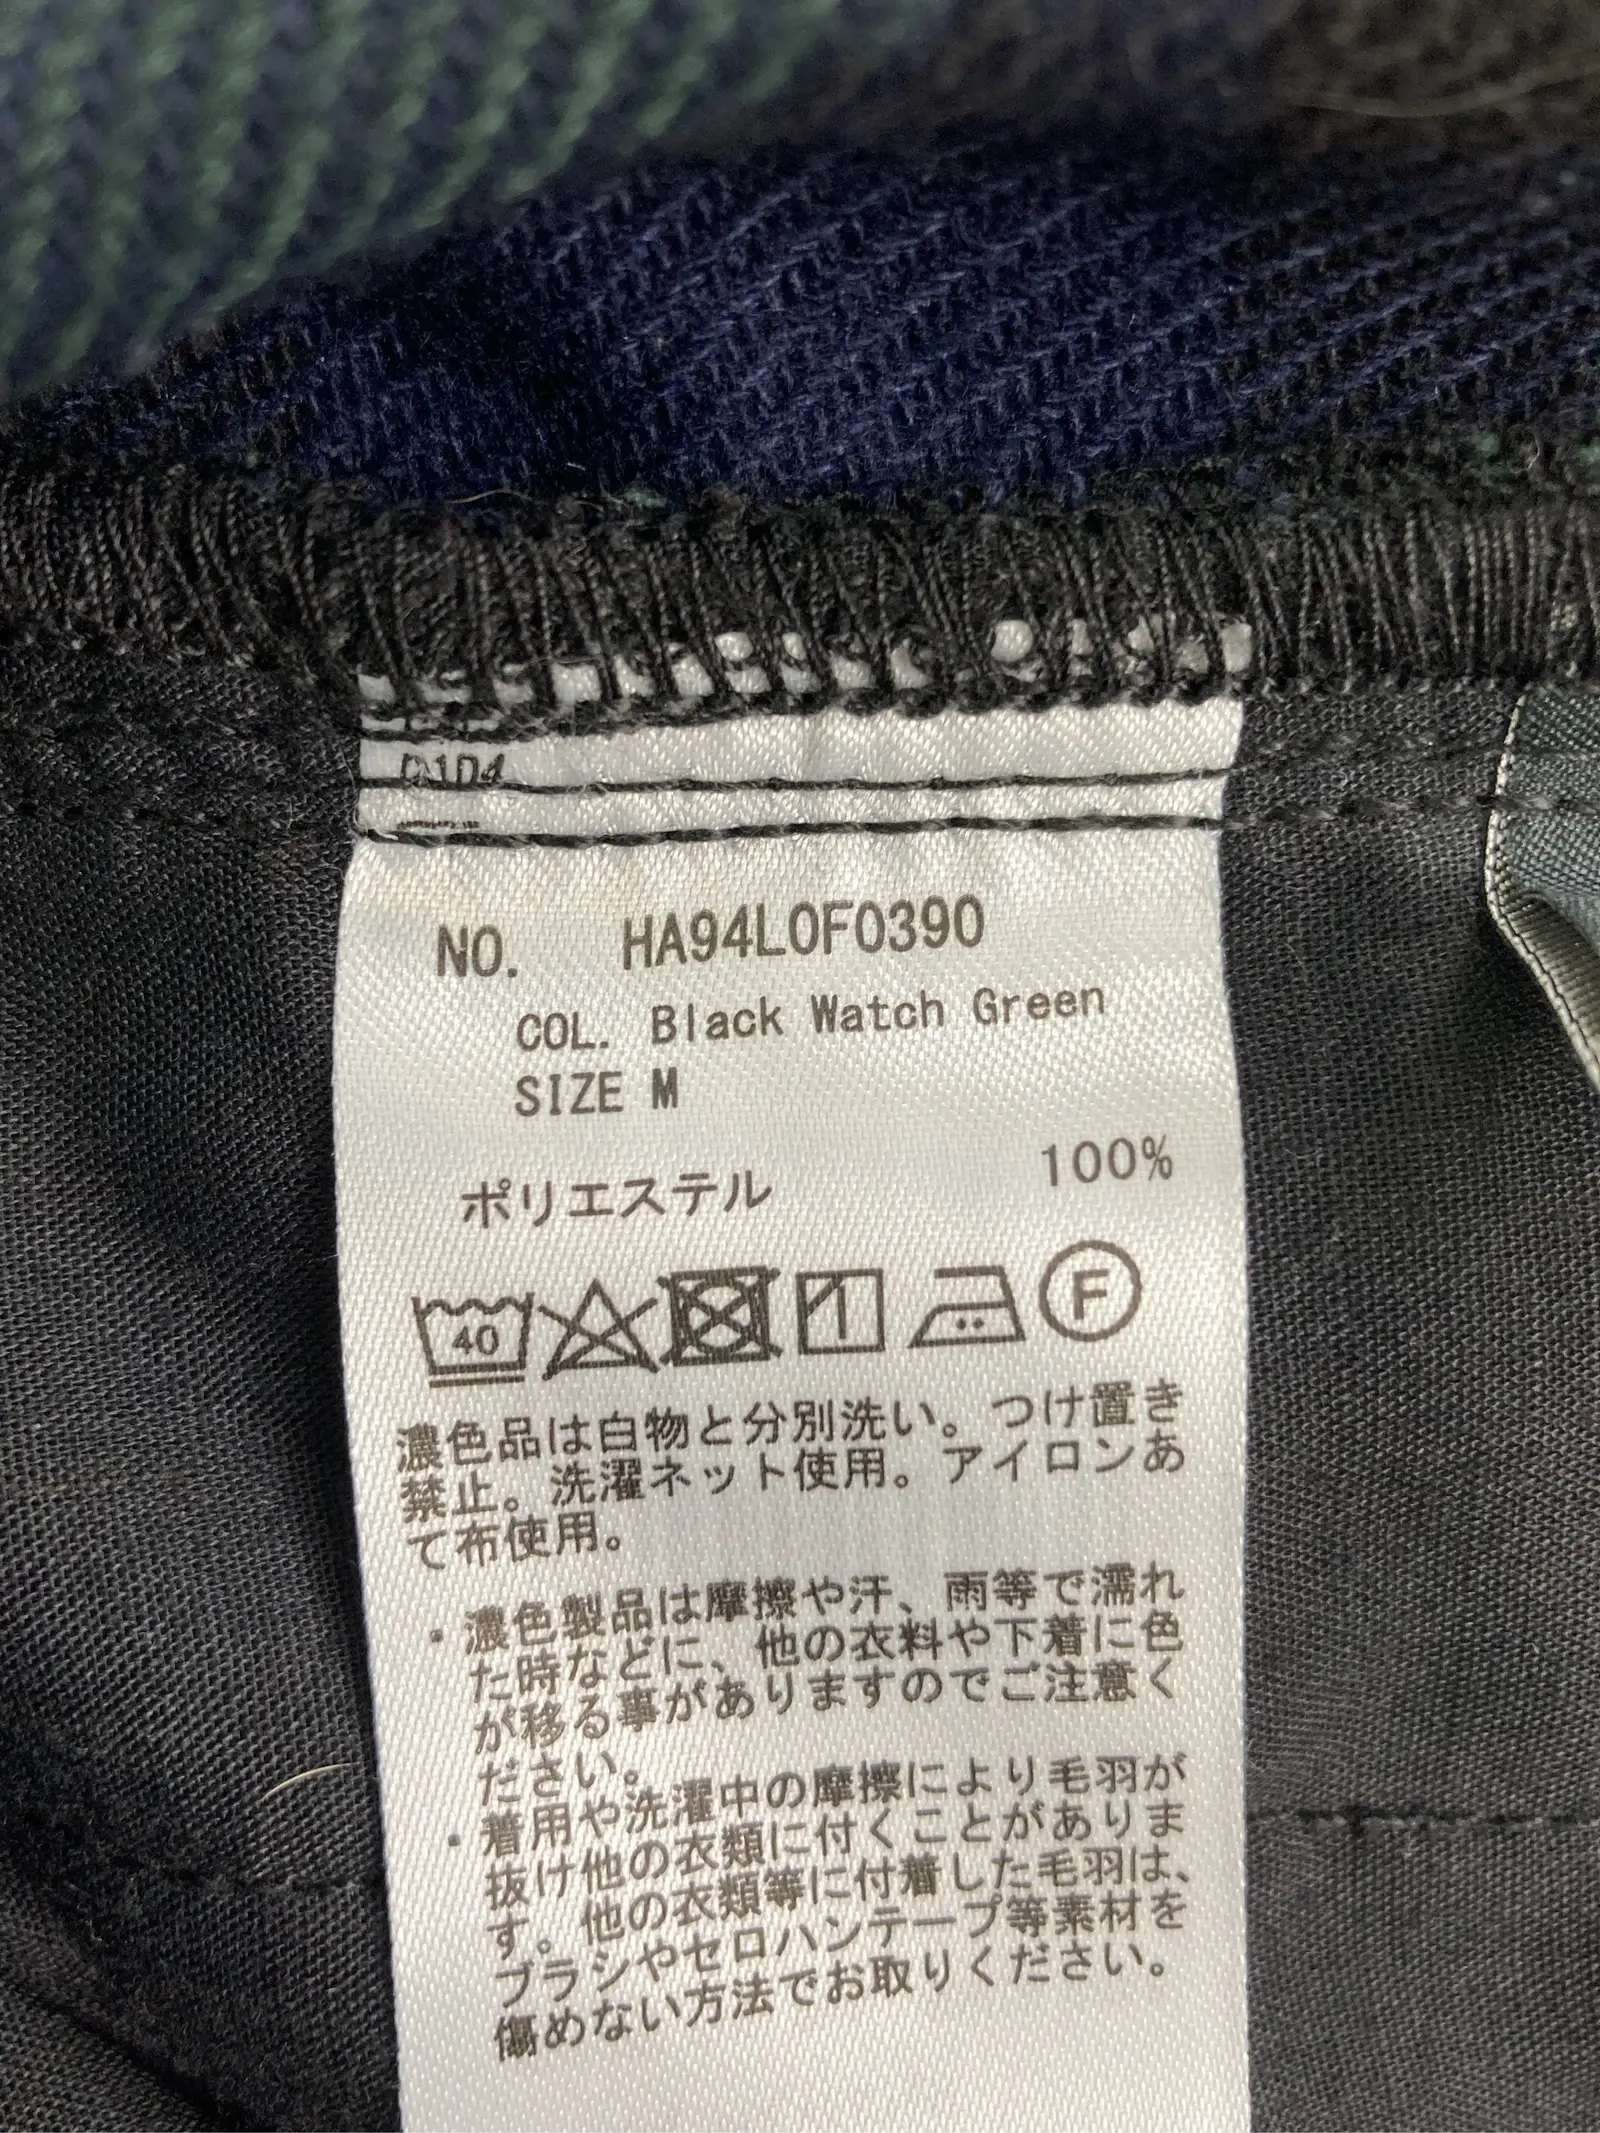 NO. HA94L0F0390
COL. Black Watch Green
SIZE M
ポリエステル 100%
40 F
濃色品は白物と分別洗い。つけ置き
禁止。洗濯ネット使用。アイロンあ
て布使用。
・濃色製品は摩擦や汗、雨等で濡れ
た時などに、他の衣料や下着に色
が移る事がありますのでご注意く
ださい。
・着用や洗濯中の摩擦により毛羽が
抜け他の衣類に付くことがありま
す。他の衣類等に付着した毛羽は、
ブラシやセロハンテープ等素材を
傷めない方法でお取りください。